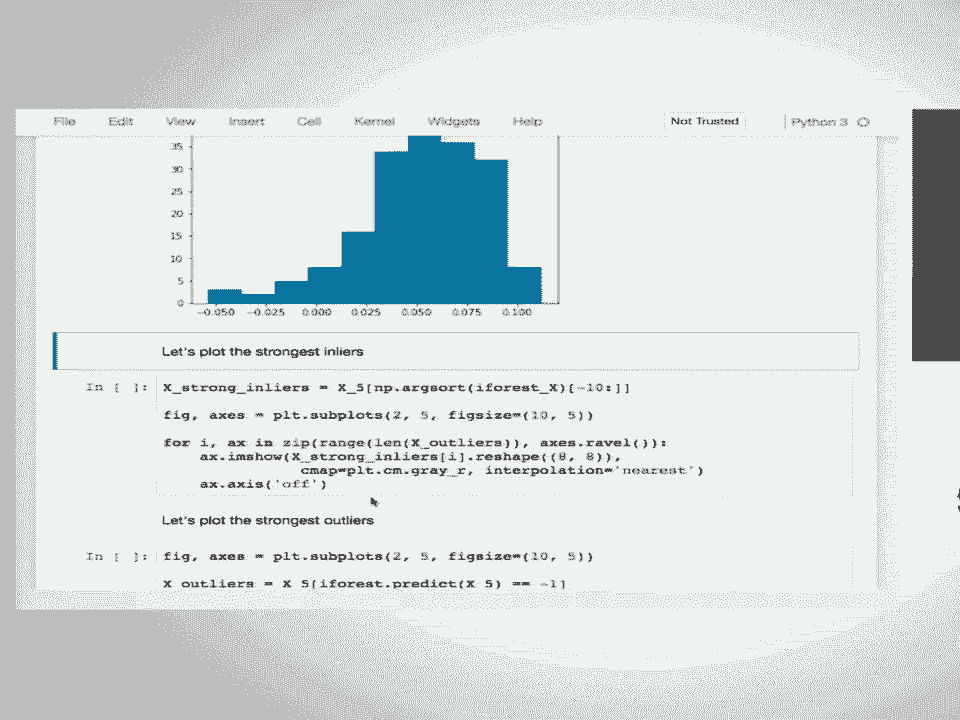 File Edit View Insert Cell Kernel Widgets Help Not Trusted Python 3
35
30
25
20
15
10
5
0
−0.050 −0.025 0.000 0.025 0.050 0.075 0.100
Let's plot the strongest inliers
In [ ]: X_strong_inliers = X_5[np.argsort(iforest_X)[-10:]]
fig, axes = plt.subplots(2, 5, figsize=(10, 5))
for i, ax in zip(range(len(X_outliers)), axes.ravel()):
ax.imshow(X_strong_inliers[i].reshape((8, 8)),
cmap=plt.cm.gray_r, interpolation='nearest')
ax.axis('off')
Let's plot the strongest outliers
In [ ]: fig, axes = plt.subplots(2, 5, figsize=(10, 5))
X_outliers = X_5[iforest.predict(X_5) == -1]